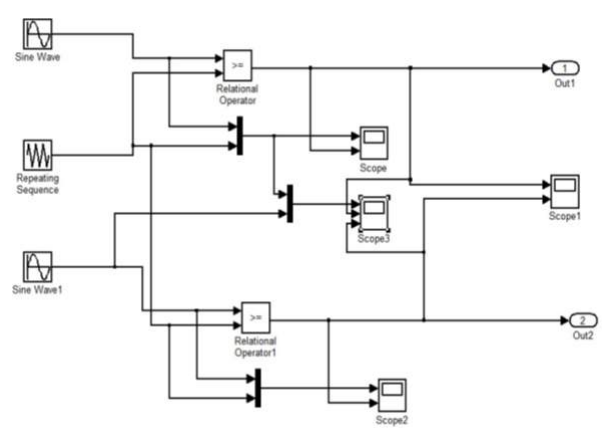 Sine Wave
>=
Relational
Operator
1
Out1
Repeating
Sequence
Scope
Scope1
Scope3
Sine Wave1
>=
Relational
Operator1
2
Out2
Scope2